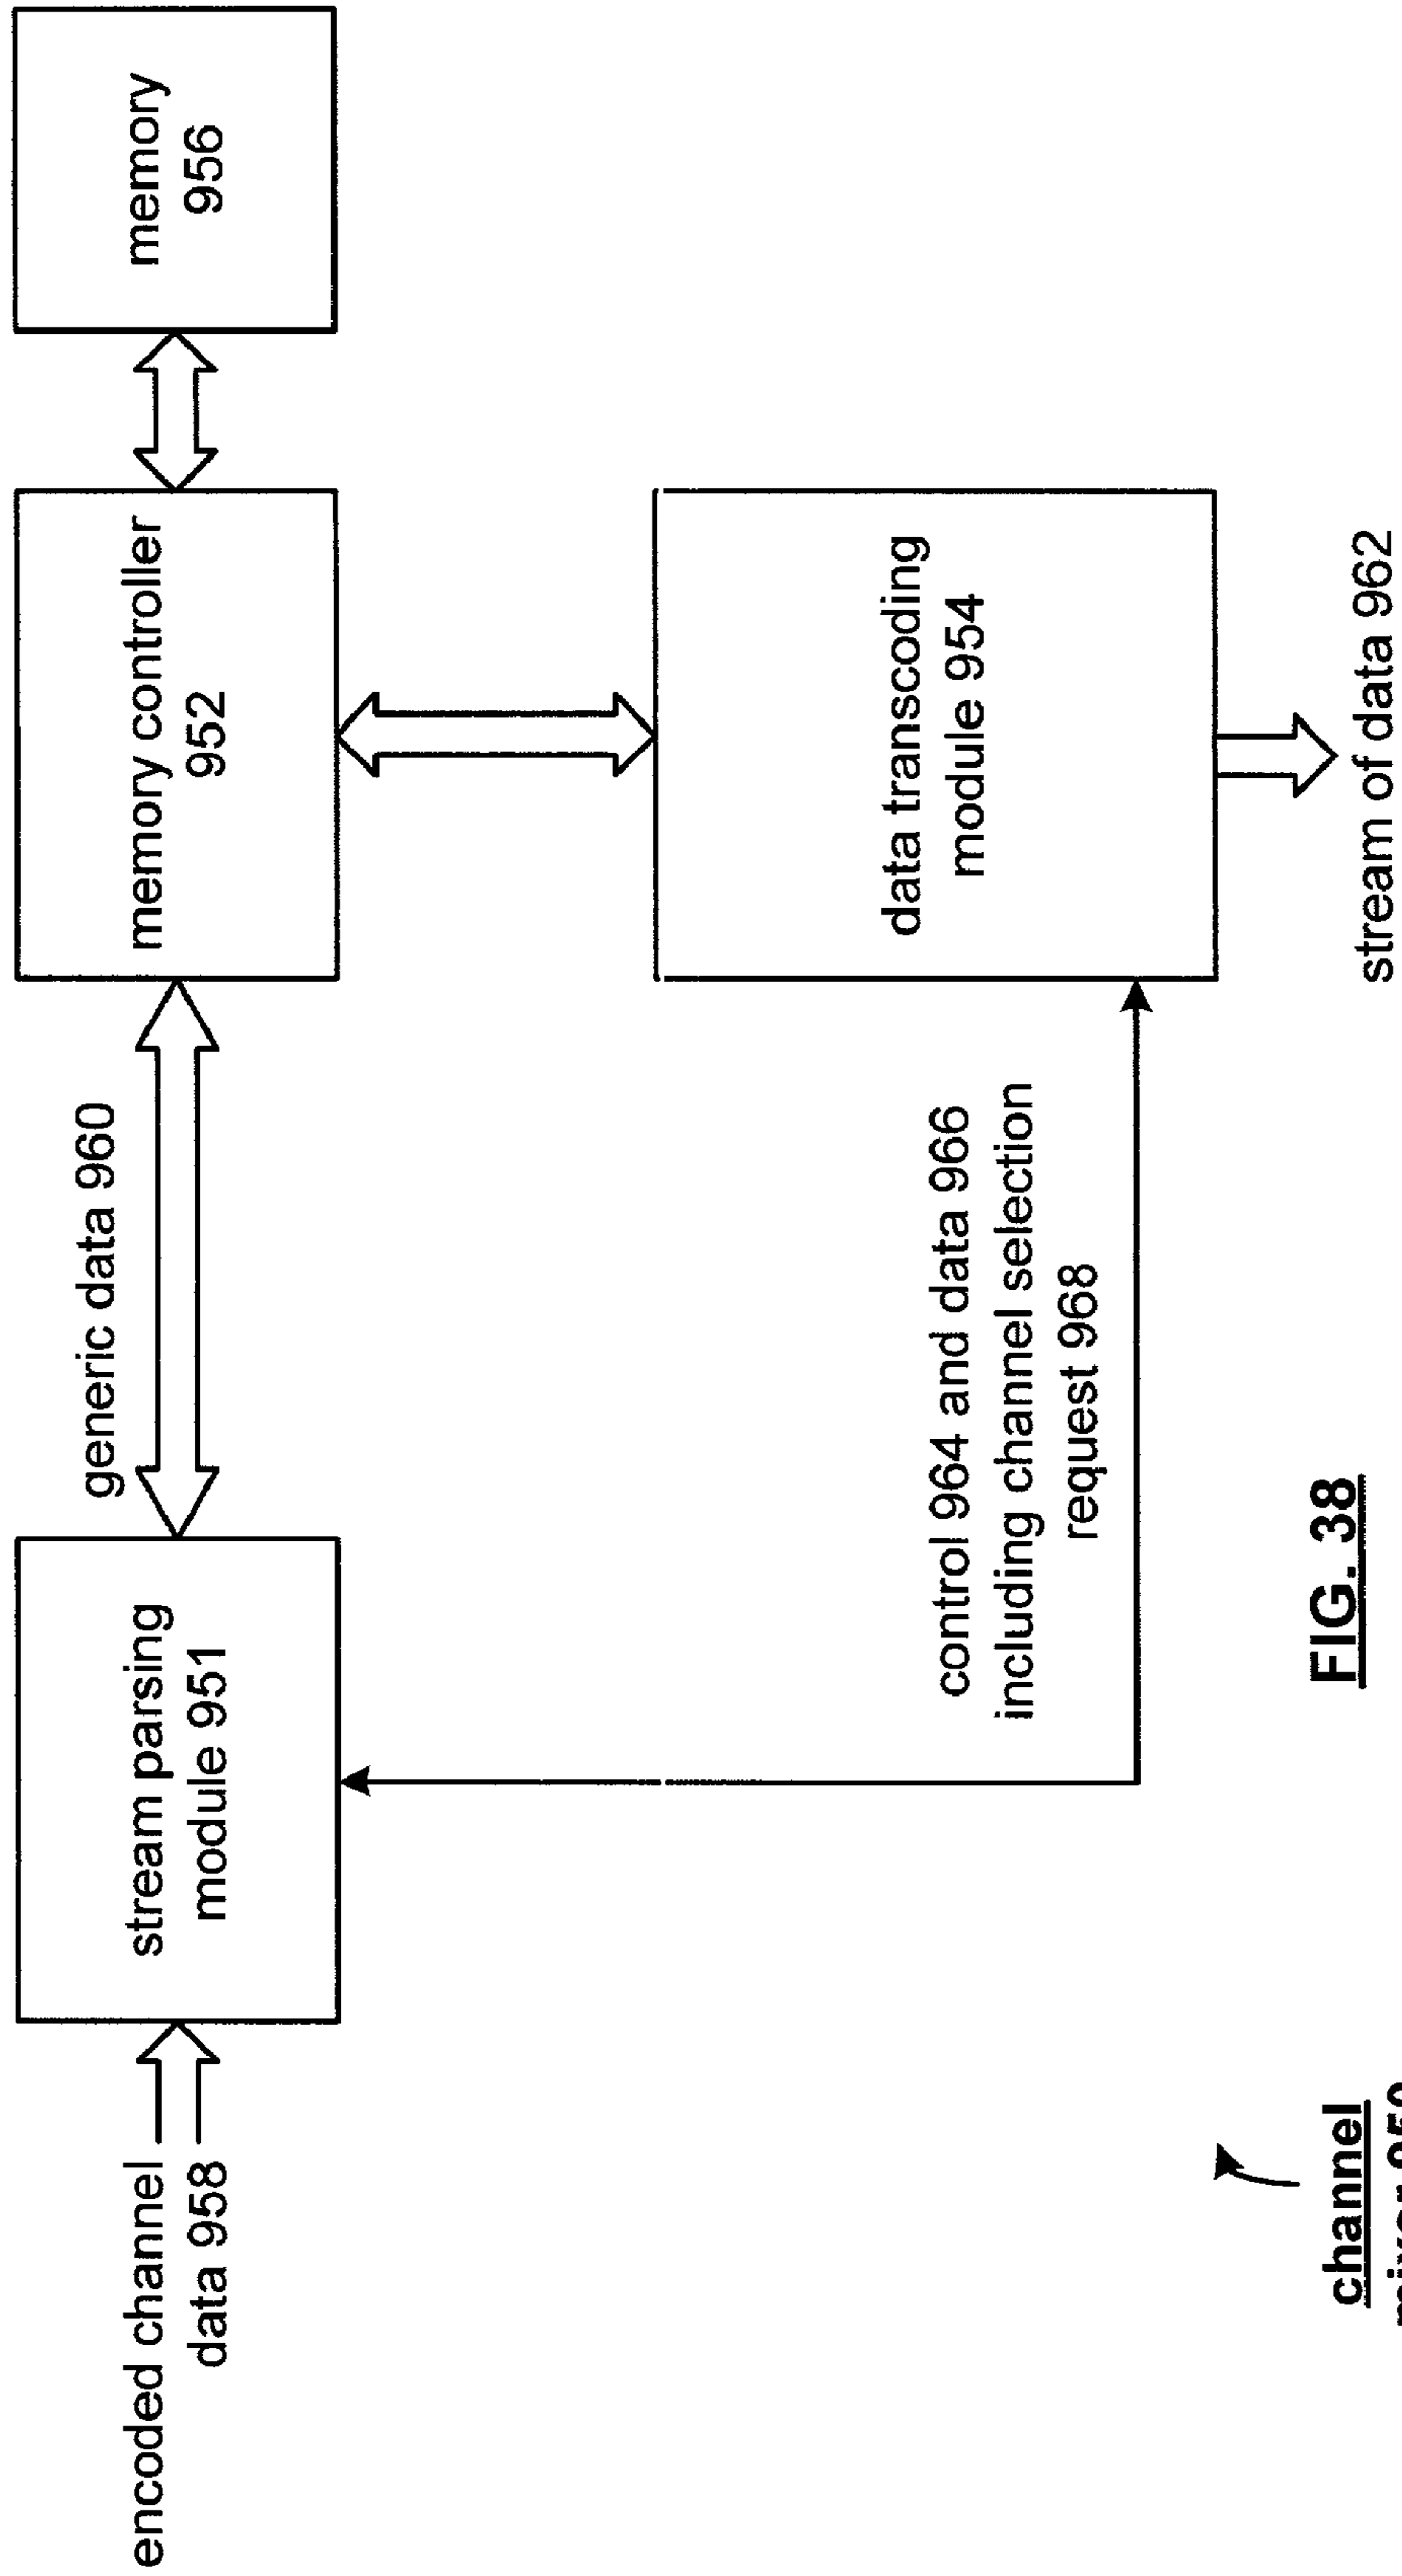 encoded channel
data 958
stream parsing
module 951
generic data 960
memory controller
952
memory
956
control 964 and data 966
including channel selection
request 968
data transcoding
module 954
stream of data 962
channel
FIG. 38